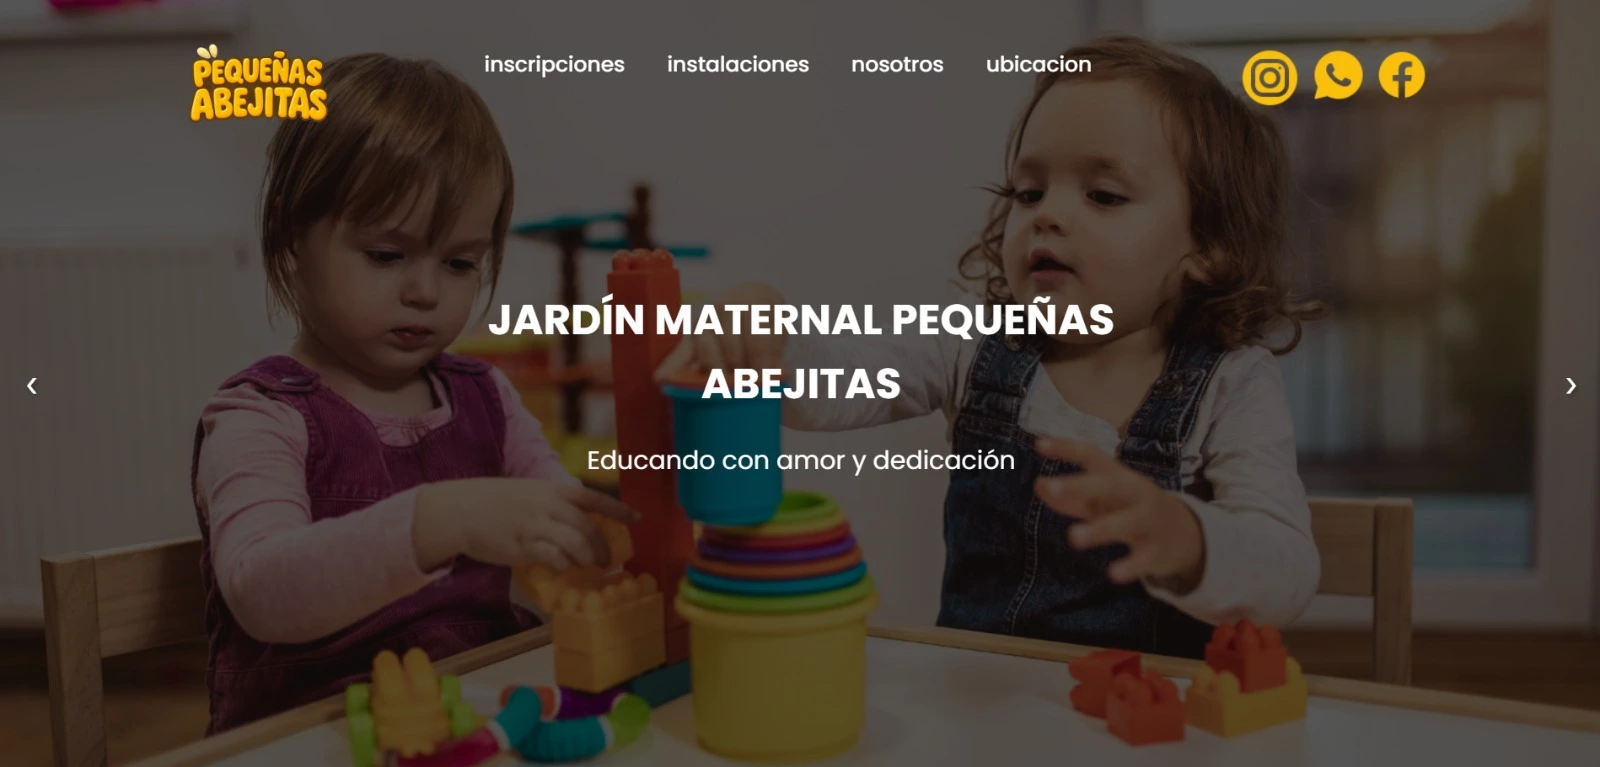 PEQUEÑAS
ABEJITAS
inscripciones
instalaciones
nosotros
ubicacion
JARDÍN MATERNAL PEQUEÑAS
ABEJITAS
Educando con amor y dedicación